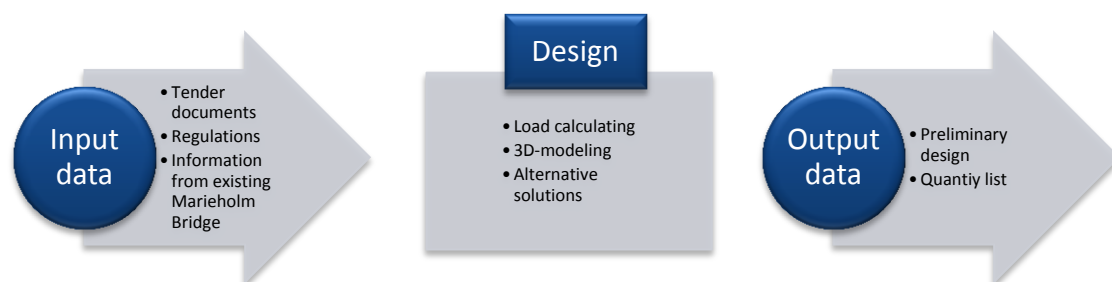 Input
data
• Tender
documents
• Regulations
• Information
from existing
Marieholm
Bridge
Design
• Load calculating
• 3D-modeling
• Alternative
solutions
Output
data
• Preliminary
design
• Quantiy list